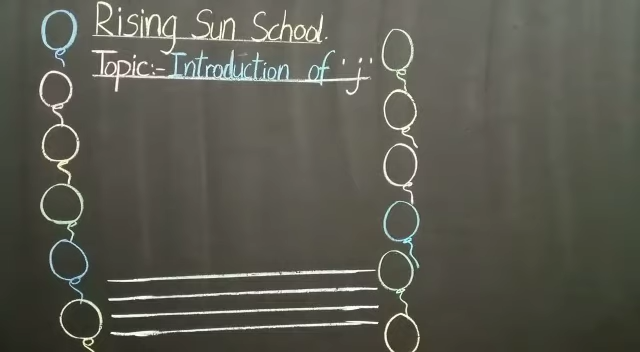 Rising Sun School.
Topic:- Introduction of 'j'